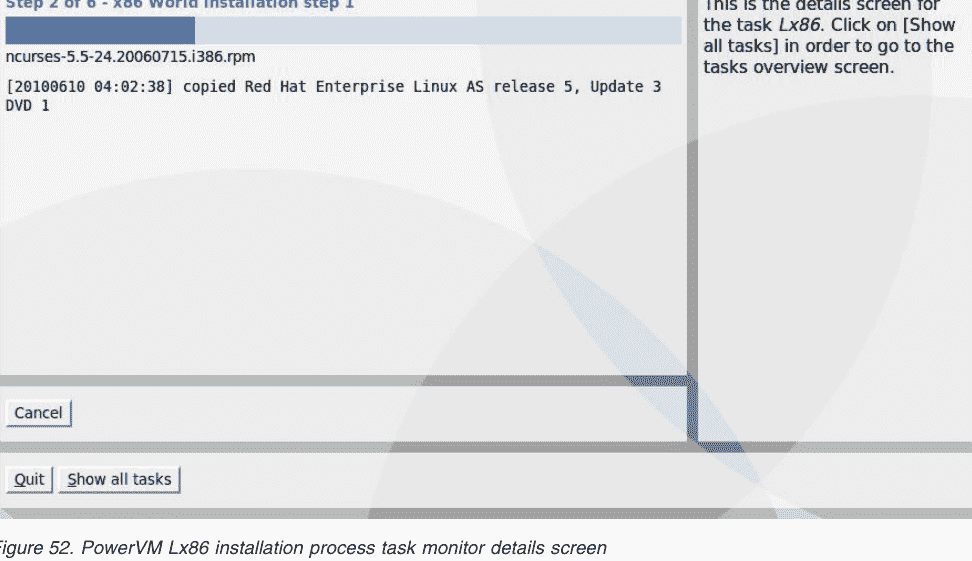 Step 2 of 6 - x86 World installation step 1
ncurses-5.5-24.20060715.i386.rpm
[20100610 04:02:38] copied Red Hat Enterprise Linux AS release 5, Update 3
DVD 1
This is the details screen for
the task Lx86. Click on [Show
all tasks] in order to go to the
tasks overview screen.
Cancel
Quit
Show all tasks
igure 52. PowerVM Lx86 installation process task monitor details screen